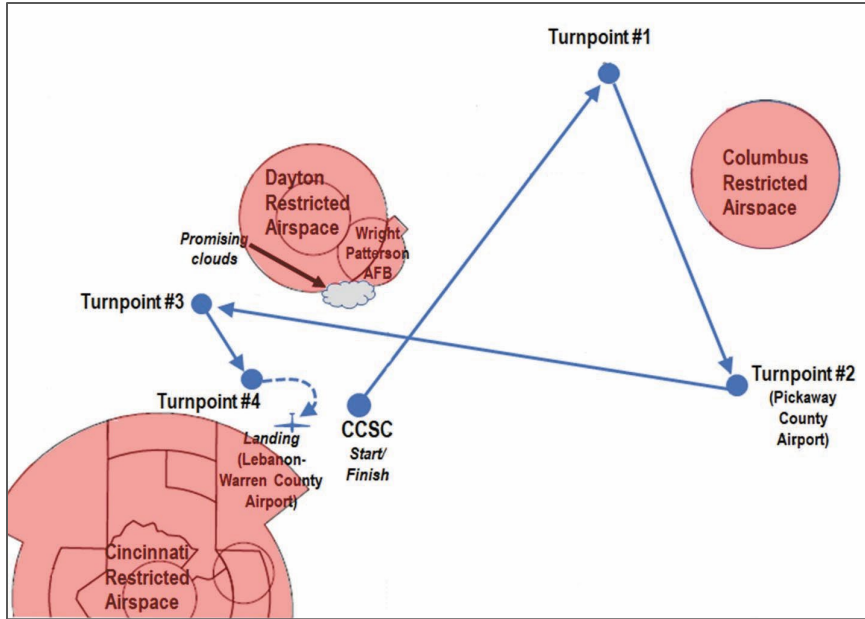 Turnpoint #1
Columbus
Restricted
Airspace
Dayton
Restricted
Airspace
Wright
Patterson
AFB
Promising
clouds
Turnpoint #3
Turnpoint #2
(Pickaway
County
Airport)
Turnpoint #4
CCSC
Start/
Finish
Landing
(Lebanon-
Warren County
Airport)
Cincinnati
Restricted
Airspace